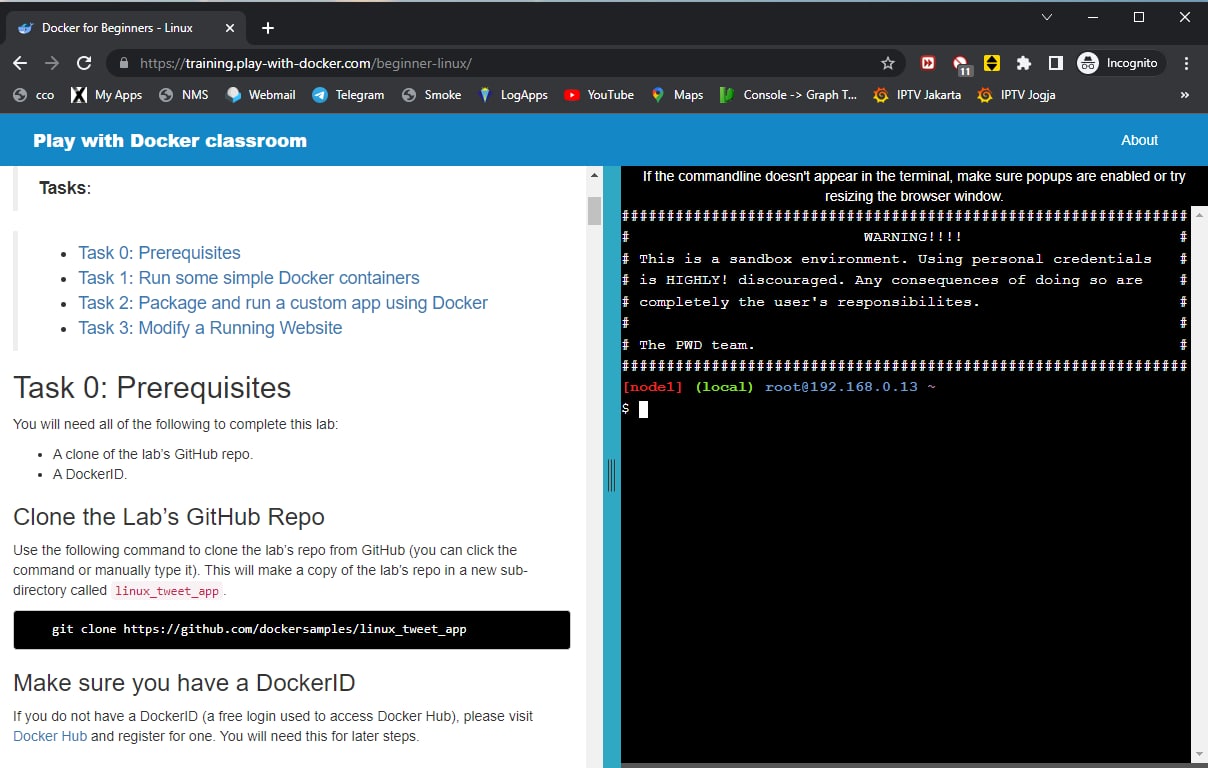 Docker for Beginners - Linux
https://training.play-with-docker.com/beginner-linux/
11
Incognito
cco
My Apps
NMS
Webmail
Telegram
Smoke
LogApps
YouTube
Maps
Console -> Graph T...
IPTV Jakarta
IPTV Jogja
»
Play with Docker classroom
About
Tasks:
• Task 0: Prerequisites
• Task 1: Run some simple Docker containers
• Task 2: Package and run a custom app using Docker
• Task 3: Modify a Running Website
Task 0: Prerequisites
You will need all of the following to complete this lab:
• A clone of the lab’s GitHub repo.
• A DockerID.
Clone the Lab’s GitHub Repo
Use the following command to clone the lab’s repo from GitHub (you can click the
command or manually type it). This will make a copy of the lab’s repo in a new sub-
directory called linux_tweet_app.
git clone https://github.com/dockersamples/linux_tweet_app
Make sure you have a DockerID
If you do not have a DockerID (a free login used to access Docker Hub), please visit
Docker Hub and register for one. You will need this for later steps.
If the commandline doesn't appear in the terminal, make sure popups are enabled or try
resizing the browser window.
###############################################################
# WARNING!!!! #
# This is a sandbox environment. Using personal credentials #
# is HIGHLY! discouraged. Any consequences of doing so are #
# completely the user's responsibilites. #
# #
# The PWD team. #
###############################################################
[node1] (local) root@192.168.0.13 ~
$